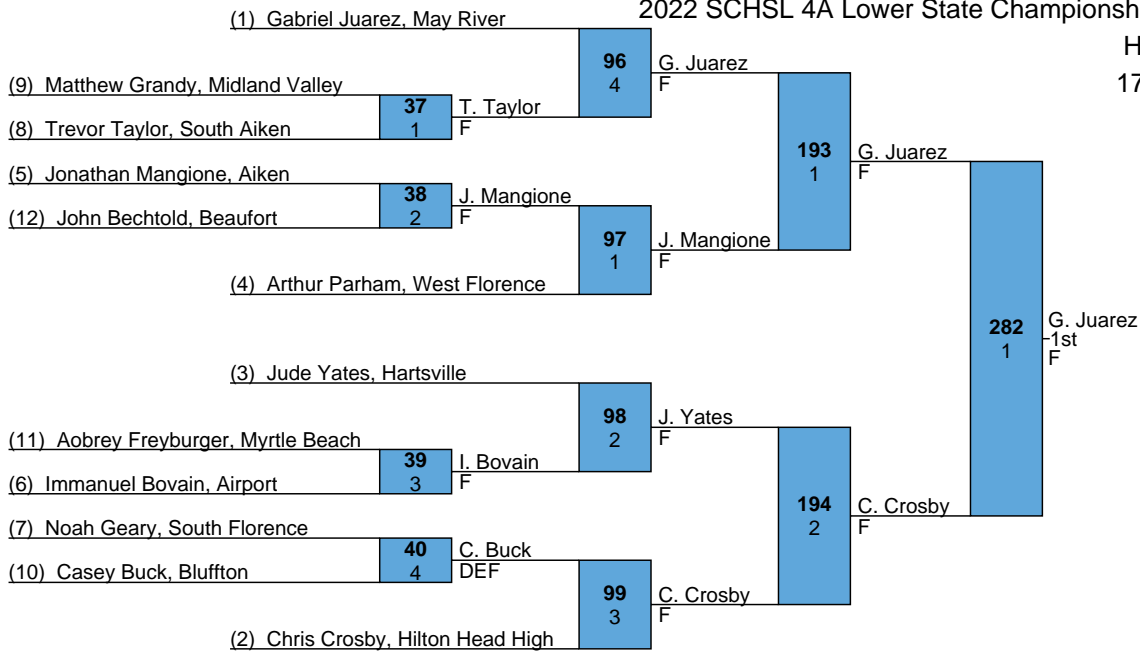 2022 SCHSL 4A Lower State Championsh
H
17
(1) Gabriel Juarez, May River
96
4
G. Juarez
F
(9) Matthew Grandy, Midland Valley
37
1
T. Taylor
F
(8) Trevor Taylor, South Aiken
193
1
G. Juarez
F
(5) Jonathan Mangione, Aiken
38
2
J. Mangione
F
(12) John Bechtold, Beaufort
97
1
J. Mangione
F
(4) Arthur Parham, West Florence
282
1
G. Juarez
1st
F
(3) Jude Yates, Hartsville
98
2
J. Yates
F
(11) Aobrey Freyburger, Myrtle Beach
39
3
I. Bovain
F
(6) Immanuel Bovain, Airport
194
2
C. Crosby
F
(7) Noah Geary, South Florence
40
4
C. Buck
DEF
(10) Casey Buck, Bluffton
99
3
C. Crosby
F
(2) Chris Crosby, Hilton Head High